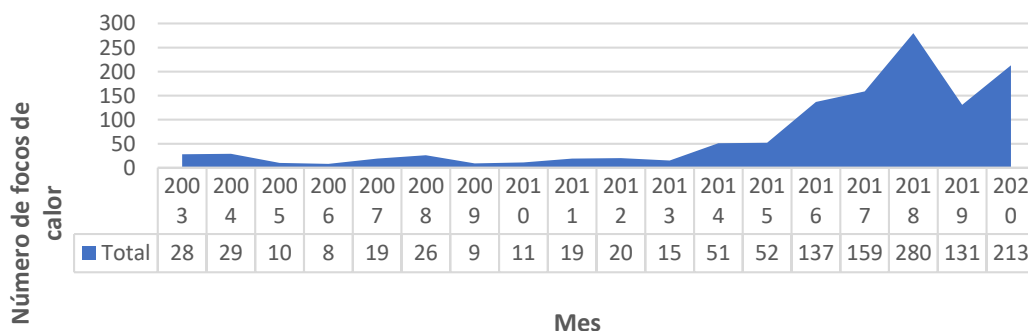 Número de focos de
calor
300
250
200
150
100
50
0
200 200 200 200 200 200 200 201 201 201 201 201 201 201 201 201 201 202
3 4 5 6 7 8 9 0 1 2 3 4 5 6 7 8 9 0
Total 28 29 10 8 19 26 9 11 19 20 15 51 52 137 159 280 131 213
Mes